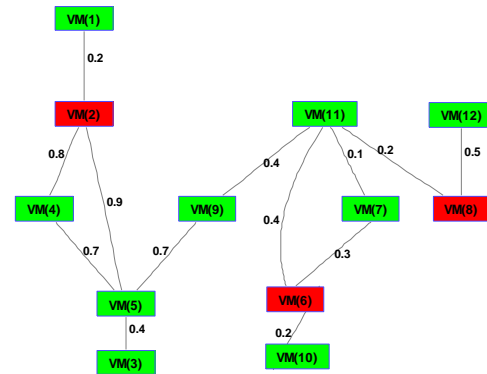 VM(1)
0.2
VM(2)
VM(11)
VM(12)
0.8
0.9
0.4
0.4
0.1
0.2
0.5
VM(4)
VM(9)
VM(7)
VM(8)
0.7
0.7
0.3
VM(5)
VM(6)
0.4
0.2
VM(3)
VM(10)